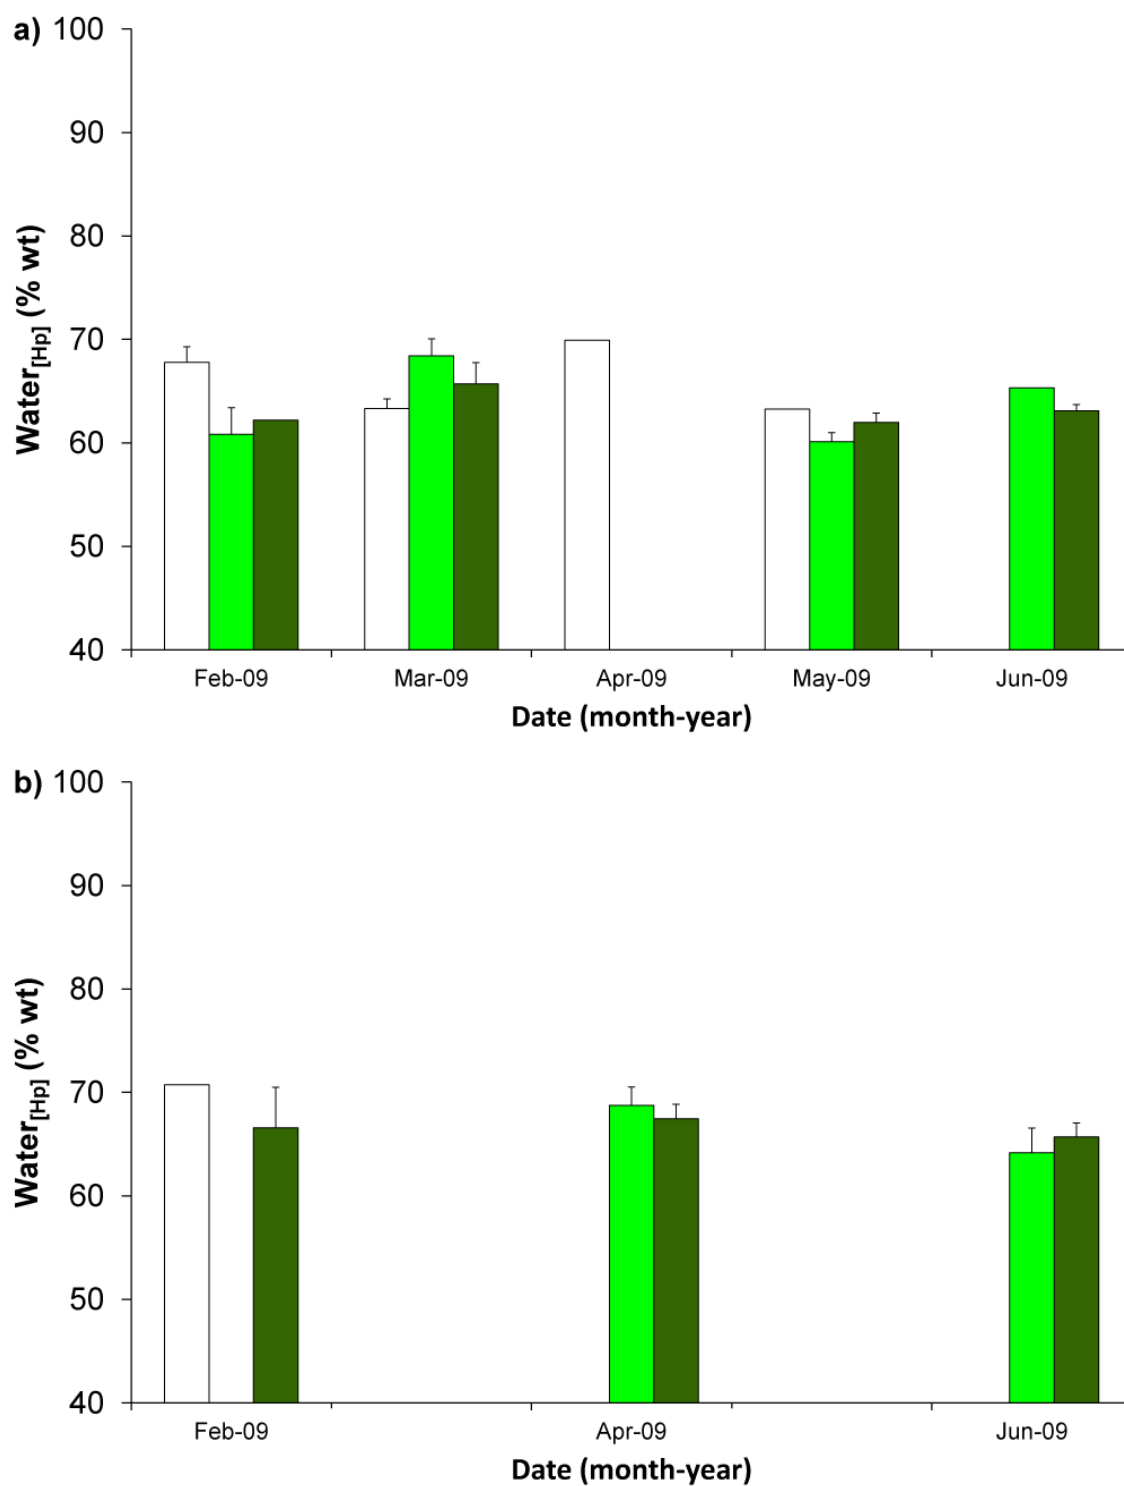 a) 100
90
80
70
60
50
40
Water[Hp] (% wt)
Feb-09 Mar-09 Apr-09 May-09 Jun-09
Date (month-year)
b) 100
90
80
70
60
50
40
Water[Hp] (% wt)
Feb-09 Apr-09 Jun-09
Date (month-year)